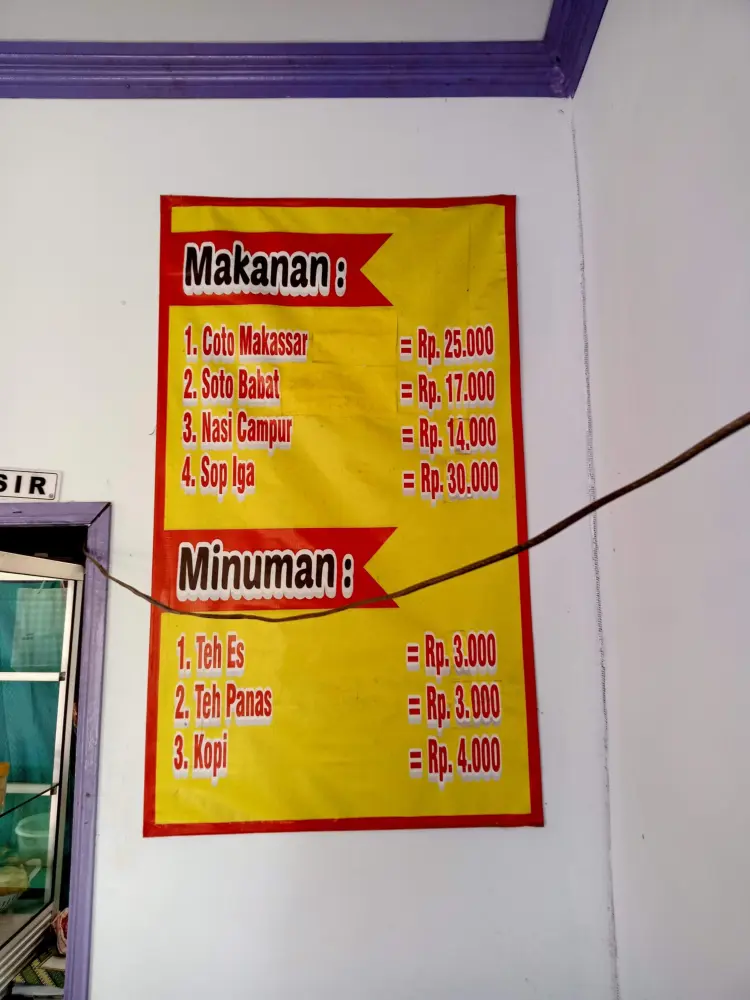 Makanan :
1. Coto Makassar = Rp. 25.000
2. Soto Babat = Rp. 17.000
3. Nasi Campur = Rp. 14.000
4. Sop Iga = Rp. 30.000
SIR
Minuman :
1. Teh Es = Rp. 3.000
2. Teh Panas = Rp. 3.000
3. Kopi = Rp. 4.000